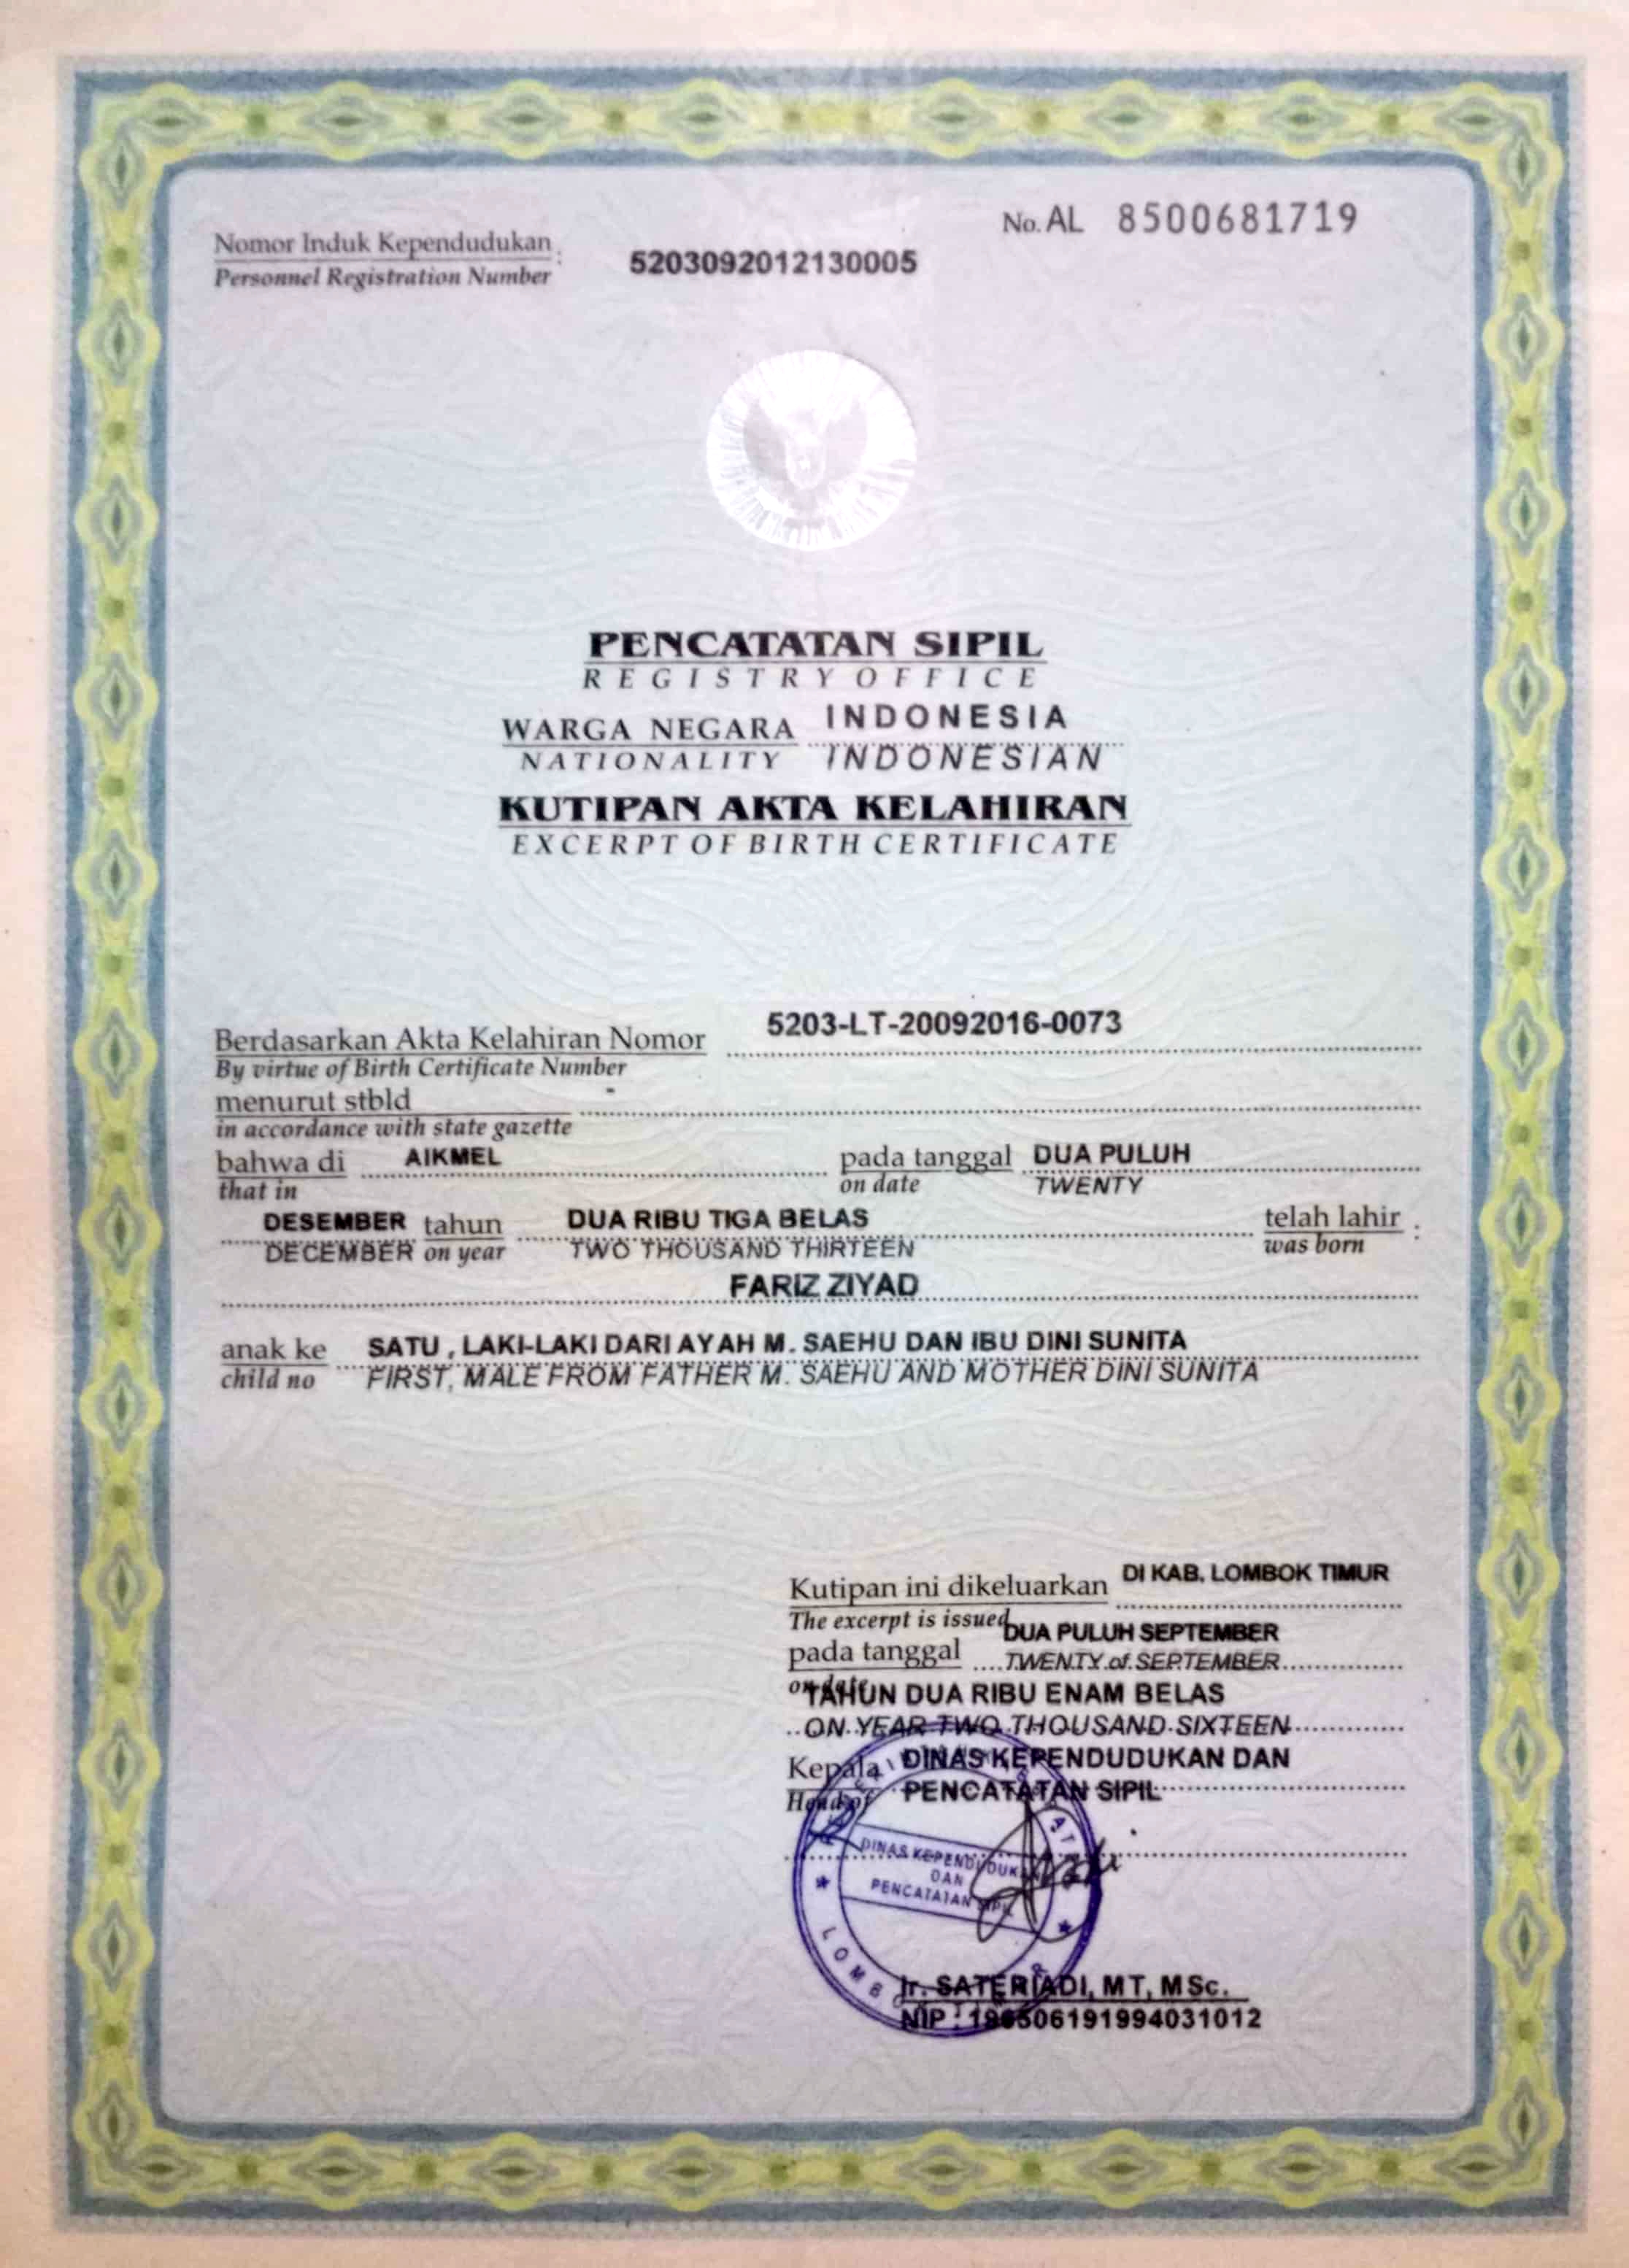 No. AL 8500681719
Nomor Induk Kependudukan : 5203092012130005
Personnel Registration Number
PENCATATAN SIPIL
REGISTRY OFFICE
WARGA NEGARA INDONESIA
NATIONALITY INDONESIAN
KUTIPAN AKTA KELAHIRAN
EXCERPT OF BIRTH CERTIFICATE
Berdasarkan Akta Kelahiran Nomor 5203-LT-20092016-0073
By virtue of Birth Certificate Number
menurut stbld -
in accordance with state gazette
bahwa di AIKMEL pada tanggal DUA PULUH
that in on date TWENTY
DESEMBER tahun DUA RIBU TIGA BELAS telah lahir :
DECEMBER on year TWO THOUSAND THIRTEEN was born
FARIZ ZIYAD
anak ke SATU , LAKI-LAKI DARI AYAH M. SAEHU DAN IBU DINI SUNITA
child no FIRST, MALE FROM FATHER M. SAEHU AND MOTHER DINI SUNITA
Kutipan ini dikeluarkan DI KAB. LOMBOK TIMUR
The excerpt is issued
DUA PULUH SEPTEMBER
pada tanggal TWENTY of SEPTEMBER
on date TAHUN DUA RIBU ENAM BELAS
ON YEAR TWO THOUSAND SIXTEEN
Kepala DINAS KEPENDUDUKAN DAN
Head of PENCATATAN SIPIL
DINAS KEPENDUDUKAN
DAN
PENCATATAN SIPIL
Ir. SATERIADI, MT, MSc.
NIP : 196506191994031012